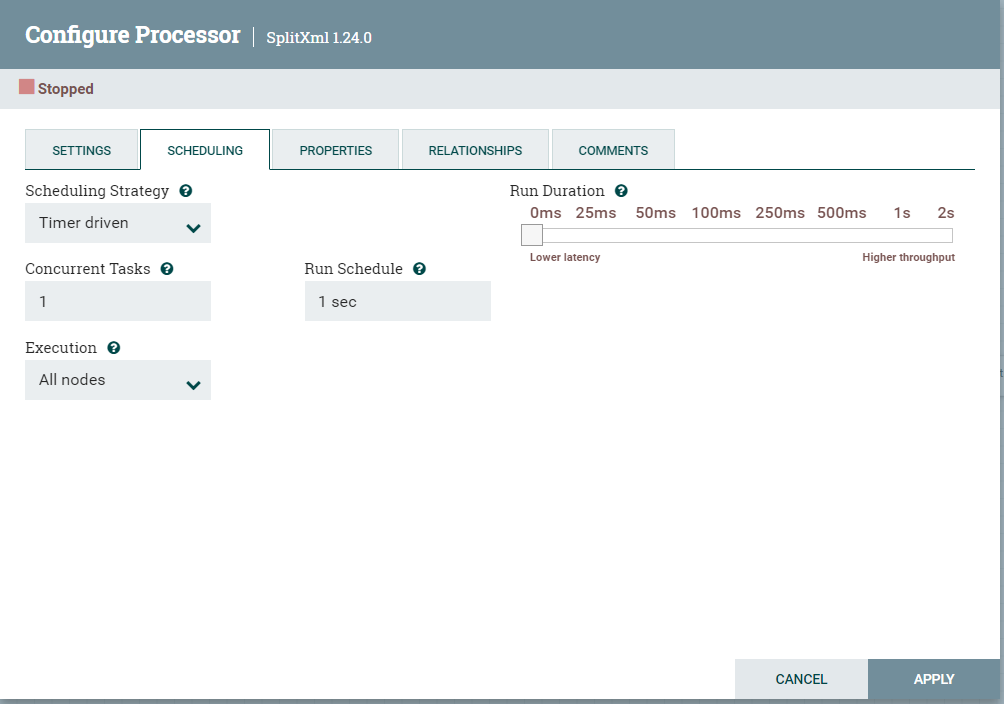 Configure Processor | SplitXml 1.24.0
Stopped
SETTINGS SCHEDULING PROPERTIES RELATIONSHIPS COMMENTS
Scheduling Strategy ? Run Duration ?
0ms 25ms 50ms 100ms 250ms 500ms 1s 2s
Timer driven
Lower latency Higher throughput
Concurrent Tasks ? Run Schedule ?
1 1 sec
Execution ?
All nodes
CANCEL APPLY